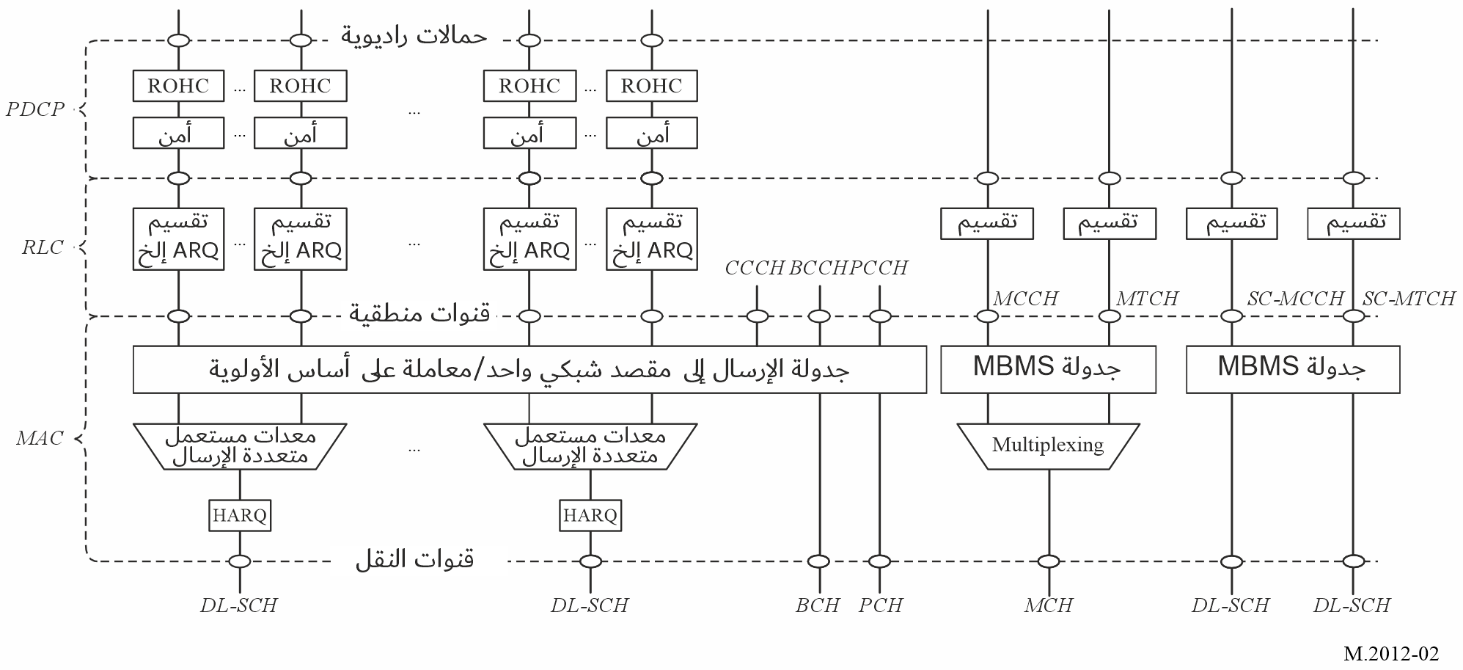 حمالات راديوية
ROHC ... ROHC ROHC ... ROHC
PDCP ...
أمن ... أمن أمن ... أمن
تقسيم تقسيم تقسيم تقسيم تقسيم تقسيم تقسيم تقسيم
RLC ... ... ...
ARQ إلخ ARQ إلخ ARQ إلخ ARQ إلخ
CCCH BCCH PCCH
MCCH MTCH SC-MCCH SC-MTCH
قنوات منطقية
جدولة الإرسال إلى مقصد شبكي واحد/معاملة على أساس الأولوية
جدولة MBMS جدولة MBMS
MAC
معدات مستعمل معدات مستعمل
متعددة الإرسال ... متعددة الإرسال
Multiplexing
HARQ HARQ
قنوات النقل
DL-SCH DL-SCH BCH PCH MCH DL-SCH DL-SCH
M.2012-02